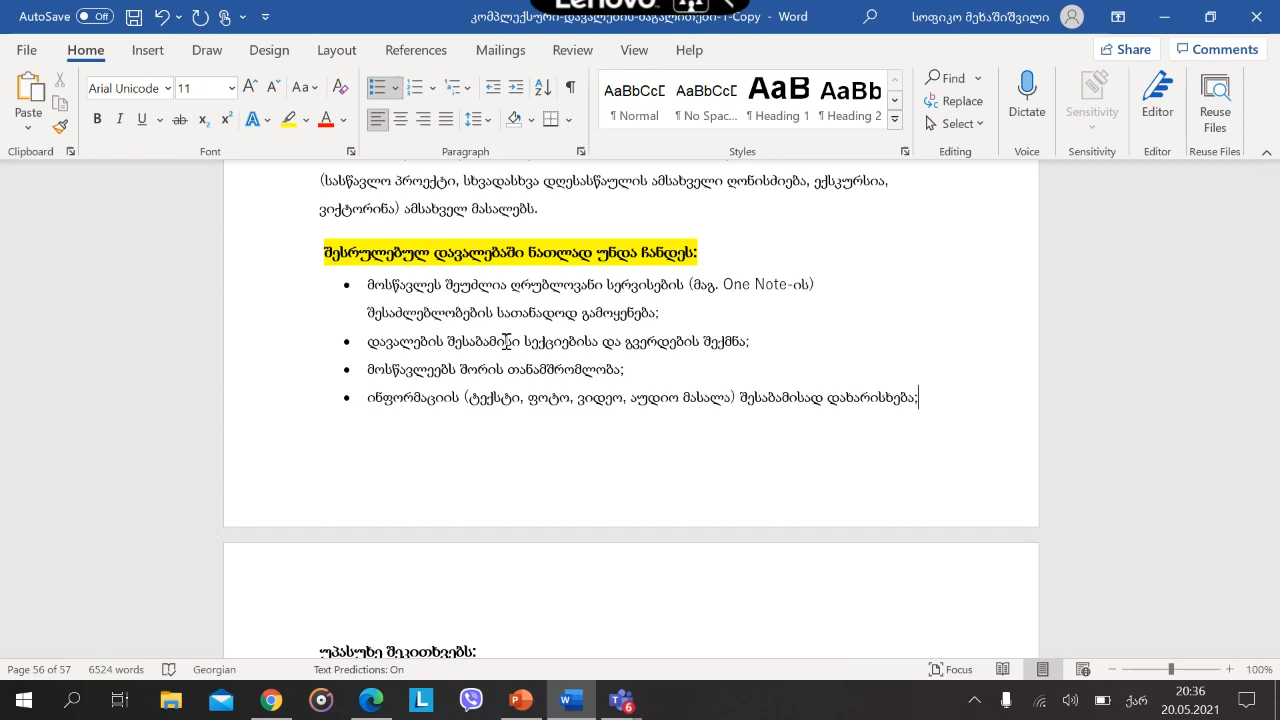 Lenovo
AutoSave Off
კომპლექსური-დავალების-მაგალითები-1-Copy - Word
სოფიკო მეხაშიშვილი
File Home Insert Draw Design Layout References Mailings Review View Help
Share Comments
Paste
Clipboard
Arial Unicode 11
Font
Paragraph
AaBbCcD AaBbCcD AaB AaBb
¶ Normal ¶ No Spac... ¶ Heading 1 ¶ Heading 2
Styles
Find
Replace
Select
Editing
Dictate
Voice
Sensitivity
Sensitivity
Editor
Editor
Reuse Files
Reuse Files
(სასწავლო პროექტი, სხვადასხვა დღესასწაულის ამსახველი ღონისძიება, ექსკურსია,
ვიქტორინა) ამსახველ მასალებს.
შესრულებულ დავალებაში ნათლად უნდა ჩანდეს:
• მოსწავლეს შეუძლია ღრუბლოვანი სერვისების (მაგ. One Note-ის)
შესაძლებლობების სათანადოდ გამოყენება;
• დავალების შესაბამისი სექციებისა და გვერდების შექმნა;
• მოსწავლეებს შორის თანამშრომლობა;
• ინფორმაციის (ტექსტი, ფოტო, ვიდეო, აუდიო მასალა) შესაბამისად დახარისხება;
უპასუხე შეკითხვებს:
Page 56 of 57 6524 words Georgian Text Predictions: On Focus 100%
ქარ 20:36
20.05.2021